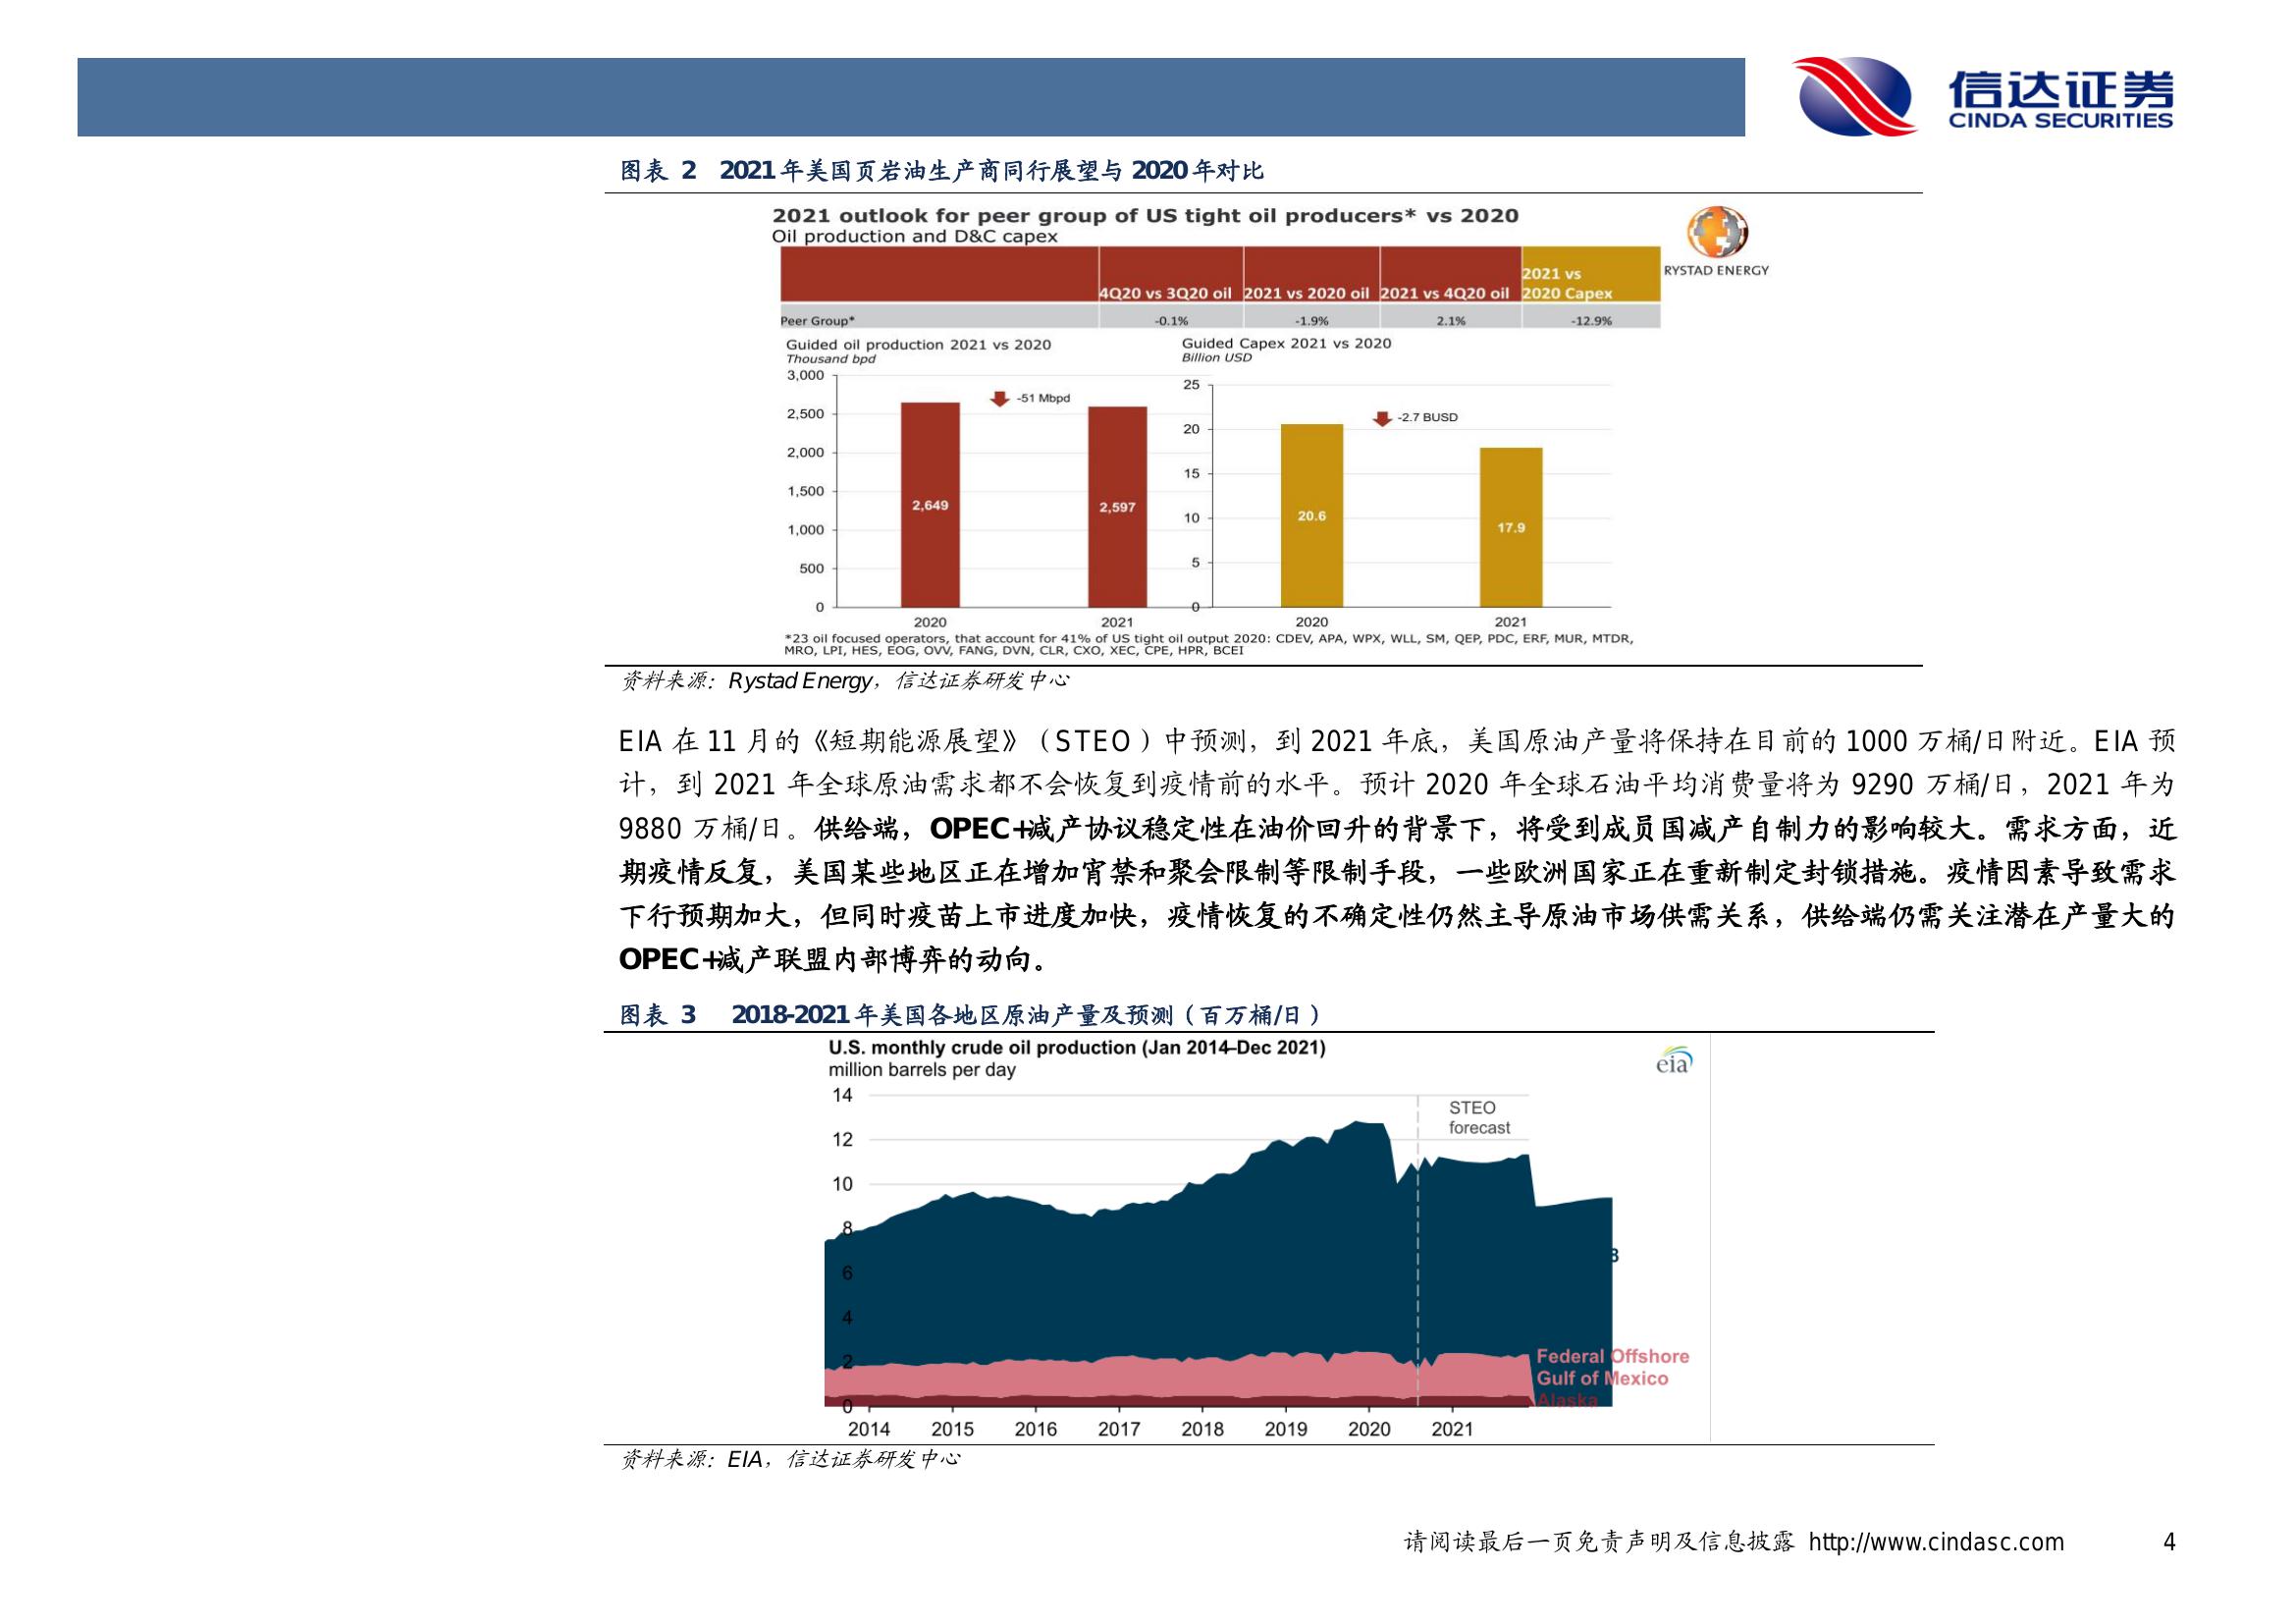 信达证券
CINDA SECURITIES
图表 2 2021年美国页岩油生产商同行展望与 2020年对比
2021 outlook for peer group of US tight oil producers* vs 2020
Oil production and D&C capex
RYSTAD ENERGY
4Q20 vs 3Q20 oil 2021 vs 2020 oil 2021 vs 4Q20 oil 2021 vs 2020 Capex
Peer Group* -0.1% -1.9% 2.1% -12.9%
Guided oil production 2021 vs 2020
Thousand bpd
3,000
2,500
2,000
1,500
1,000
500
0
-51 Mbpd
2,649
2,597
2020 2021
Guided Capex 2021 vs 2020
Billion USD
25
20
15
10
5
0
-2.7 BUSD
20.6
17.9
2020 2021
*23 oil focused operators, that account for 41% of US tight oil output 2020: CDEV, APA, WPX, WLL, SM, QEP, PDC, ERF, MUR, MTDR,
MRO, LPI, HES, EOG, OVV, FANG, DVN, CLR, CXO, XEC, CPE, HPR, BCEI
资料来源：Rystad Energy，信达证券研发中心
EIA 在 11 月的《短期能源展望》（STEO）中预测，到 2021 年底，美国原油产量将保持在目前的 1000 万桶/日附近。EIA 预
计，到 2021 年全球原油需求都不会恢复到疫情前的水平。预计 2020 年全球石油平均消费量将为 9290 万桶/日，2021 年为
9880 万桶/日。供给端，OPEC+减产协议稳定性在油价回升的背景下，将受到成员国减产自制力的影响较大。需求方面，近
期疫情反复，美国某些地区正在增加宵禁和聚会限制等限制手段，一些欧洲国家正在重新制定封锁措施。疫情因素导致需求
下行预期加大，但同时疫苗上市进度加快，疫情恢复的不确定性仍然主导原油市场供需关系，供给端仍需关注潜在产量大的
OPEC+减产联盟内部博弈的动向。
图表 3 2018-2021年美国各地区原油产量及预测（百万桶/日）
U.S. monthly crude oil production (Jan 2014-Dec 2021)
million barrels per day
eia
14
12
10
8
6
4
2
0
STEO
forecast
Federal Offshore
Gulf of Mexico
Alaska
2014 2015 2016 2017 2018 2019 2020 2021
资料来源：EIA，信达证券研发中心
请阅读最后一页免责声明及信息披露 http://www.cindasc.com 4